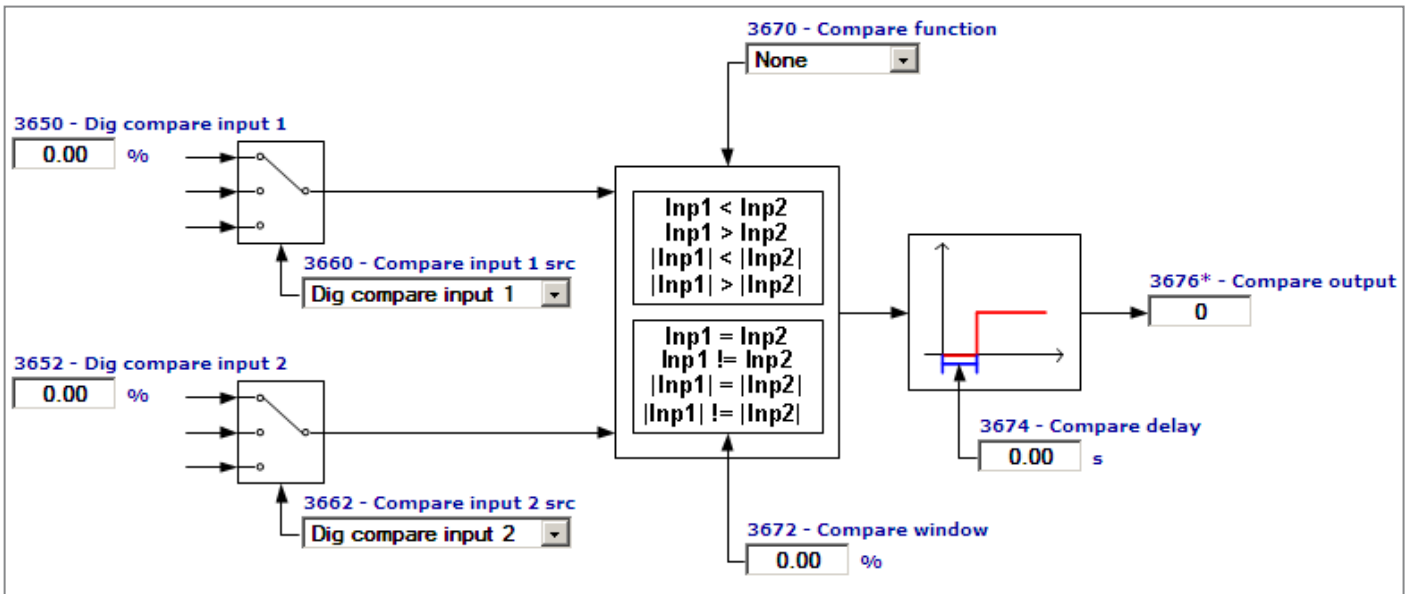 3670 - Compare function
None
3650 - Dig compare input 1
0.00 %
3660 - Compare input 1 src
Dig compare input 1
Inp1 < Inp2
Inp1 > Inp2
|Inp1| < |Inp2|
|Inp1| > |Inp2|
Inp1 = Inp2
Inp1 != Inp2
|Inp1| = |Inp2|
|Inp1| != |Inp2|
3676* - Compare output
0
3652 - Dig compare input 2
0.00 %
3674 - Compare delay
0.00 s
3662 - Compare input 2 src
Dig compare input 2
3672 - Compare window
0.00 %